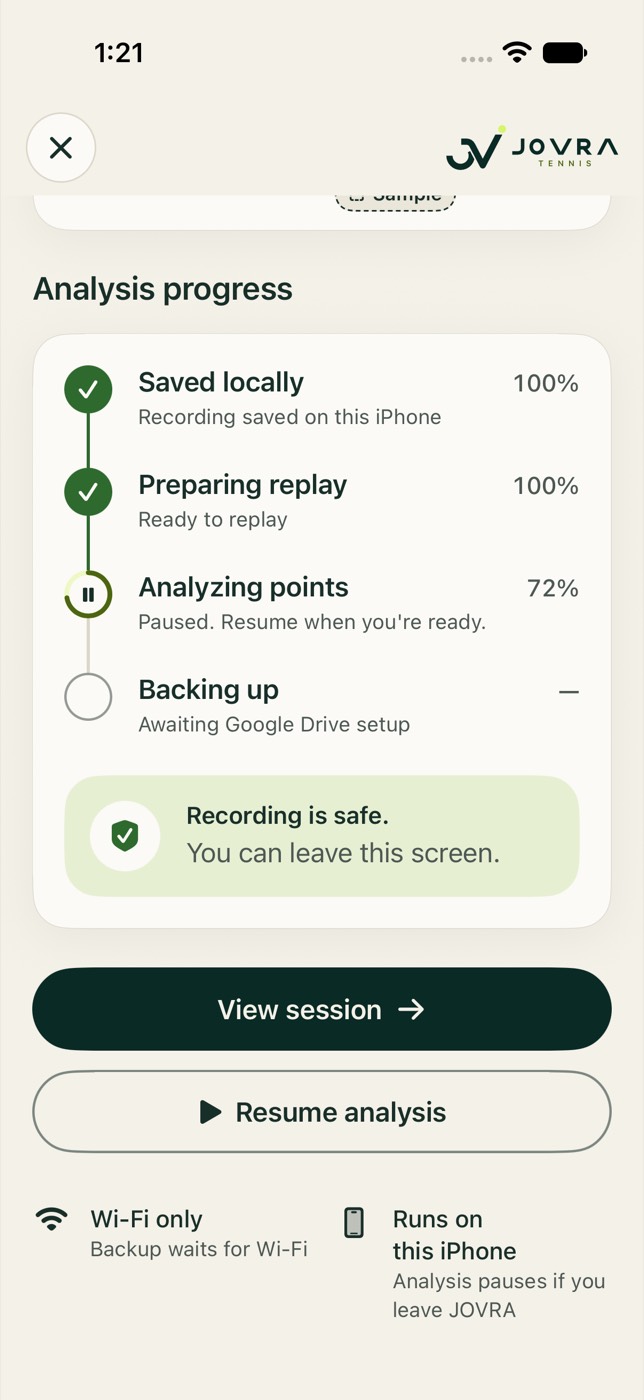 1:21
JOVRA
TENNIS
Sample
Analysis progress
Saved locally
100%
Recording saved on this iPhone
Preparing replay
100%
Ready to replay
Analyzing points
72%
Paused. Resume when you're ready.
Backing up
—
Awaiting Google Drive setup
Recording is safe.
You can leave this screen.
View session →
Resume analysis
Wi-Fi only
Backup waits for Wi-Fi
Runs on
this iPhone
Analysis pauses if you
leave JOVRA